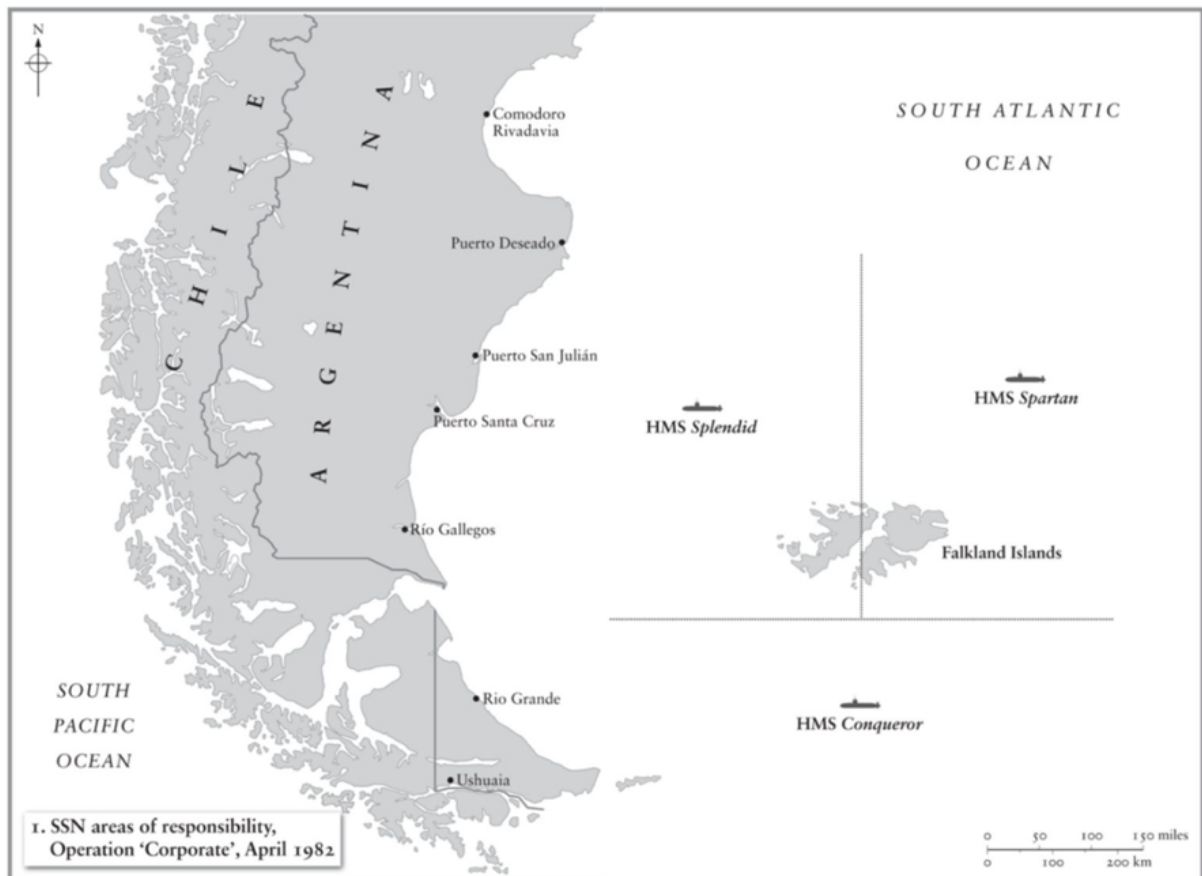 N
CHILE
ARGENTINA
Comodoro
Rivadavia
SOUTH ATLANTIC
OCEAN
Puerto Deseado
Puerto San Julián
HMS Spartan
Puerto Santa Cruz
HMS Splendid
Río Gallegos
Falkland Islands
SOUTH
PACIFIC
OCEAN
Rio Grande
HMS Conqueror
Ushuaia
1. SSN areas of responsibility,
Operation ‘Corporate’, April 1982
0 50 100 150 miles
0 100 200 km